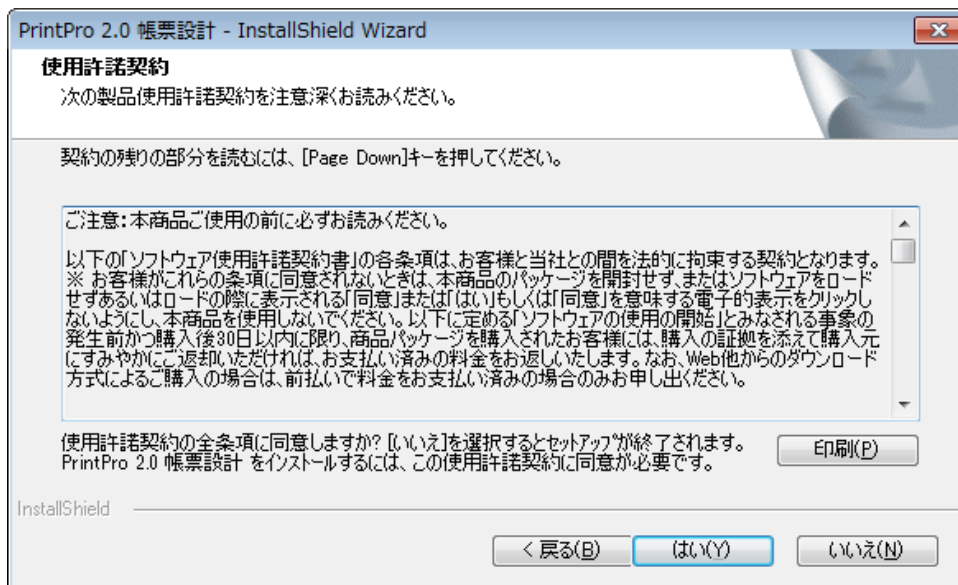 PrintPro 2.0 帳票設計 - InstallShield Wizard
使用許諾契約
次の製品使用許諾契約を注意深くお読みください。
契約の残りの部分を読むには、[Page Down]キーを押してください。
ご注意:本商品ご使用の前に必ずお読みください。
以下の「ソフトウェア使用許諾契約書」の各条項は、お客様と当社との間を法的に拘束する契約となります。
※ お客様がこれらの条項に同意されないときは、本商品のパッケージを開封せず、またはソフトウェアをロード
せずあるいはロードの際に表示される「同意」または「はい」もしくは「同意」を意味する電子的表示をクリックし
ないようにし、本商品を使用しないでください。以下に定める「ソフトウェアの使用の開始」とみなされる事象の
発生前かつ購入後30日以内に限り、商品パッケージを購入されたお客様には、購入の証拠を添えて購入元
にすみやかにご返却いただければ、お支払い済みの料金をお返しいたします。なお、Web他からのダウンロード
方式によるご購入の場合は、前払いで料金をお支払い済みの場合のみお申し出ください。
使用許諾契約の全条項に同意しますか? [いいえ]を選択するとセットアップが終了されます。
PrintPro 2.0 帳票設計 をインストールするには、この使用許諾契約に同意が必要です。
印刷(P)
InstallShield
< 戻る(B)
はい(Y)
いいえ(N)